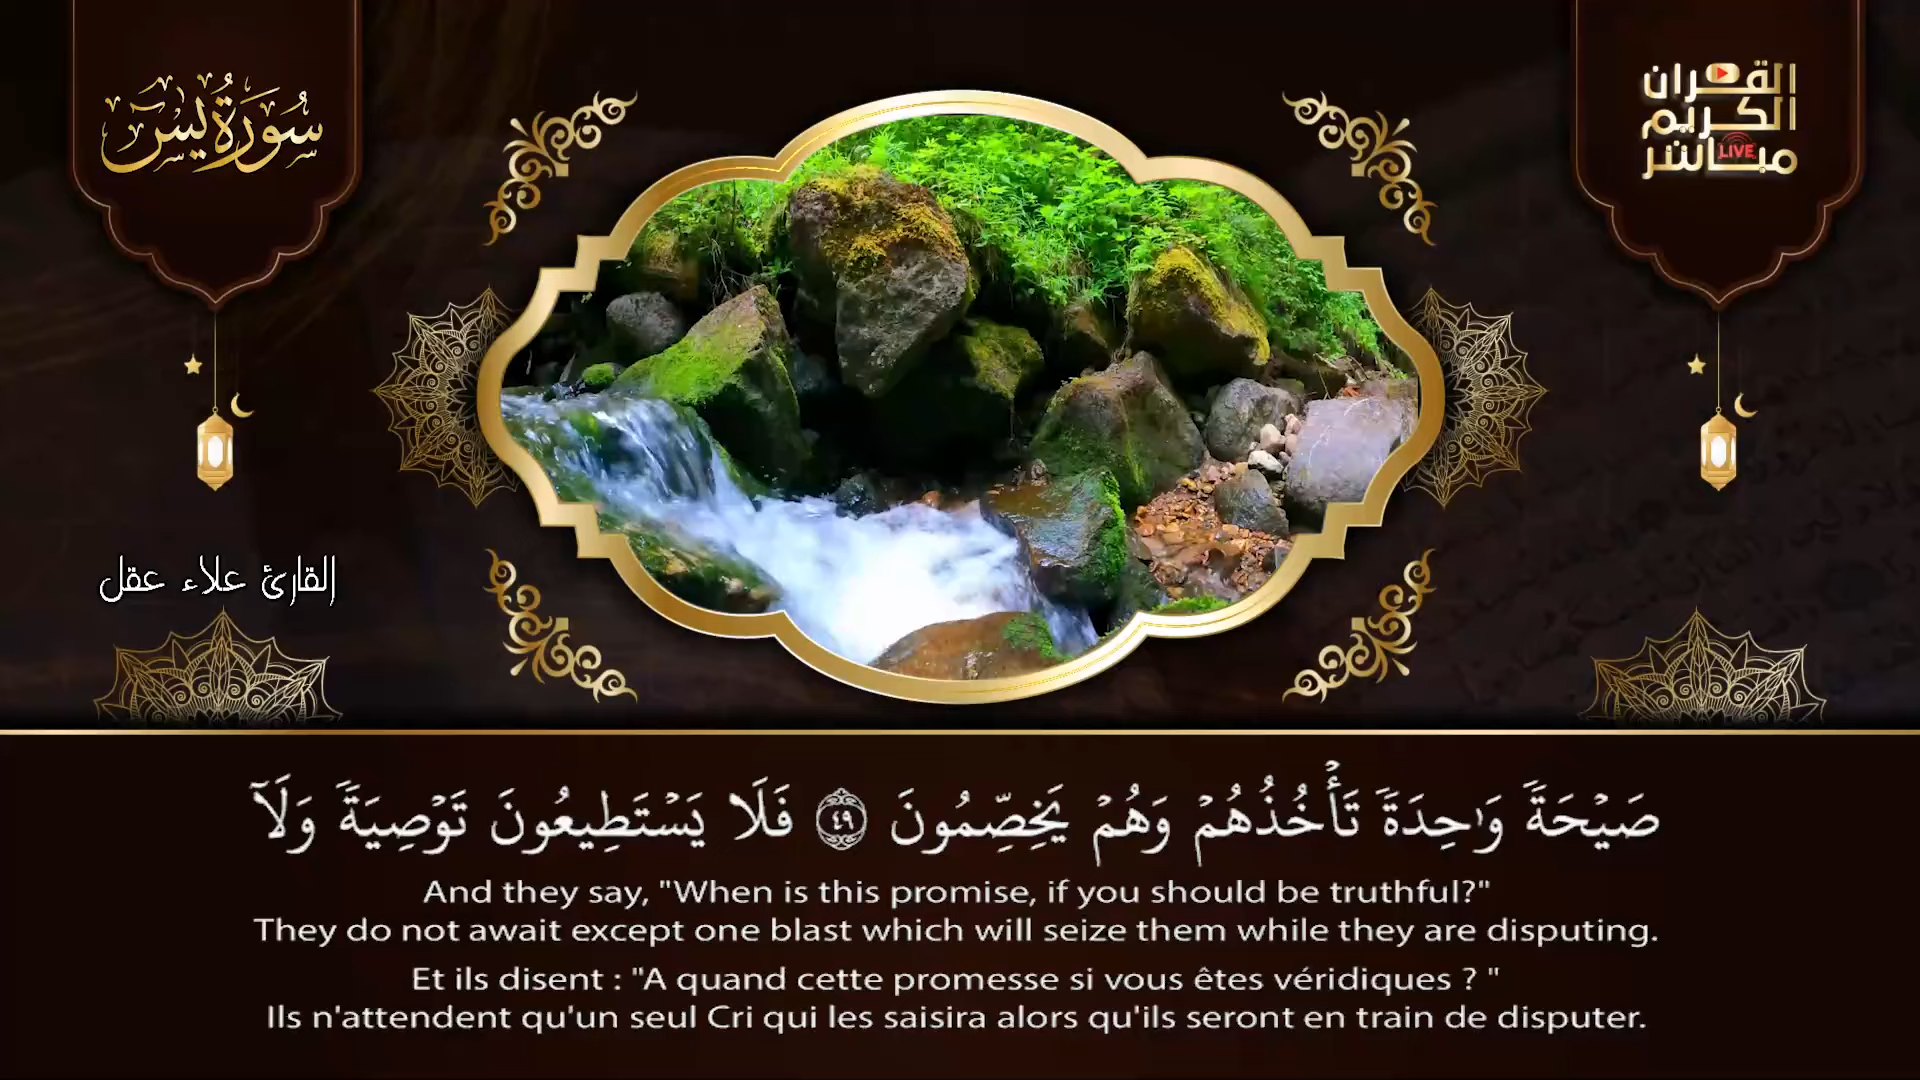 سُورَةُ يسٓ
القرآن
الكريم
مباشر
LIVE
القارئ علاء عقل
صَيۡحَةٗ وَٰحِدَةٗ تَأۡخُذُهُمۡ وَهُمۡ يَخِصِّمُونَ ٤٩ فَلَا يَسۡتَطِيعُونَ تَوۡصِيَةٗ وَلَآ
And they say, "When is this promise, if you should be truthful?"
They do not await except one blast which will seize them while they are disputing.
Et ils disent : "A quand cette promesse si vous êtes véridiques ? "
Ils n'attendent qu'un seul Cri qui les saisira alors qu'ils seront en train de disputer.